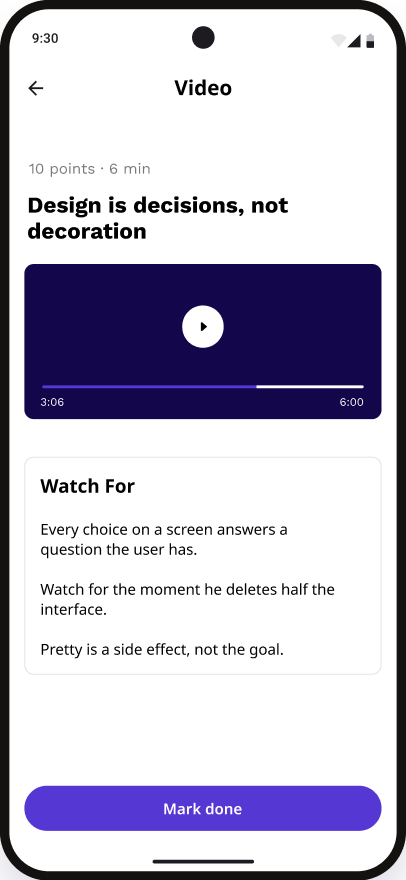 9:30
Video
10 points · 6 min
Design is decisions, not
decoration
3:06
6:00
Watch For
Every choice on a screen answers a
question the user has.
Watch for the moment he deletes half the
interface.
Pretty is a side effect, not the goal.
Mark done